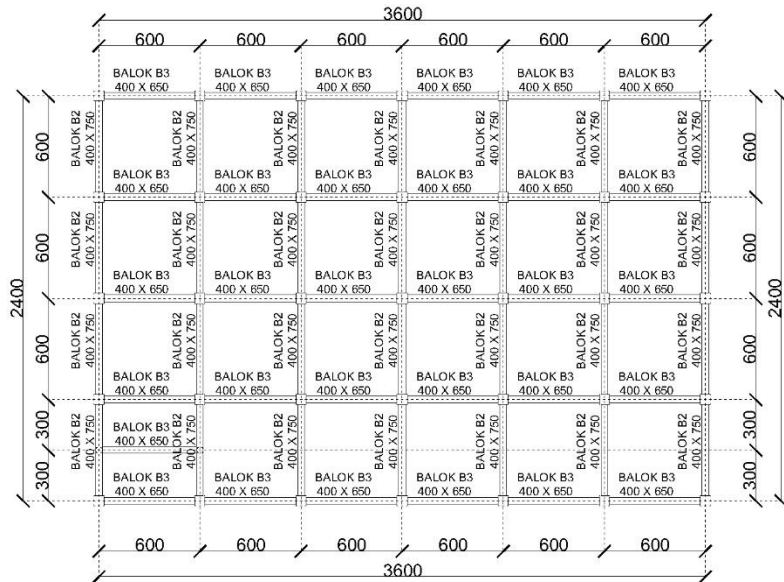 3600
600 600 600 600 600 600
BALOK B3 BALOK B3 BALOK B3 BALOK B3 BALOK B3 BALOK B3
400 X 650 400 X 650 400 X 650 400 X 650 400 X 650 400 X 650
600 600
BALOK B2 BALOK B2 BALOK B2 BALOK B2 BALOK B2 BALOK B2 BALOK B2
400 X 750 400 X 750 400 X 750 400 X 750 400 X 750 400 X 750 400 X 750
BALOK B3 BALOK B3 BALOK B3 BALOK B3 BALOK B3 BALOK B3
400 X 650 400 X 650 400 X 650 400 X 650 400 X 650 400 X 650
600 600
BALOK B2 BALOK B2 BALOK B2 BALOK B2 BALOK B2 BALOK B2 BALOK B2
400 X 750 400 X 750 400 X 750 400 X 750 400 X 750 400 X 750 400 X 750
BALOK B3 BALOK B3 BALOK B3 BALOK B3 BALOK B3 BALOK B3
400 X 650 400 X 650 400 X 650 400 X 650 400 X 650 400 X 650
2400 2400
600 600
BALOK B2 BALOK B2 BALOK B2 BALOK B2 BALOK B2 BALOK B2 BALOK B2
400 X 750 400 X 750 400 X 750 400 X 750 400 X 750 400 X 750 400 X 750
BALOK B3 BALOK B3 BALOK B3 BALOK B3 BALOK B3 BALOK B3
400 X 650 400 X 650 400 X 650 400 X 650 400 X 650 400 X 650
300 300
BALOK B2 BALOK B2 BALOK B2 BALOK B2 BALOK B2 BALOK B2 BALOK B2
400 X 750 400 X 750 400 X 750 400 X 750 400 X 750 400 X 750 400 X 750
BALOK B3
400 X 650
300 300
BALOK B3 BALOK B3 BALOK B3 BALOK B3 BALOK B3 BALOK B3
400 X 650 400 X 650 400 X 650 400 X 650 400 X 650 400 X 650
600 600 600 600 600 600
3600